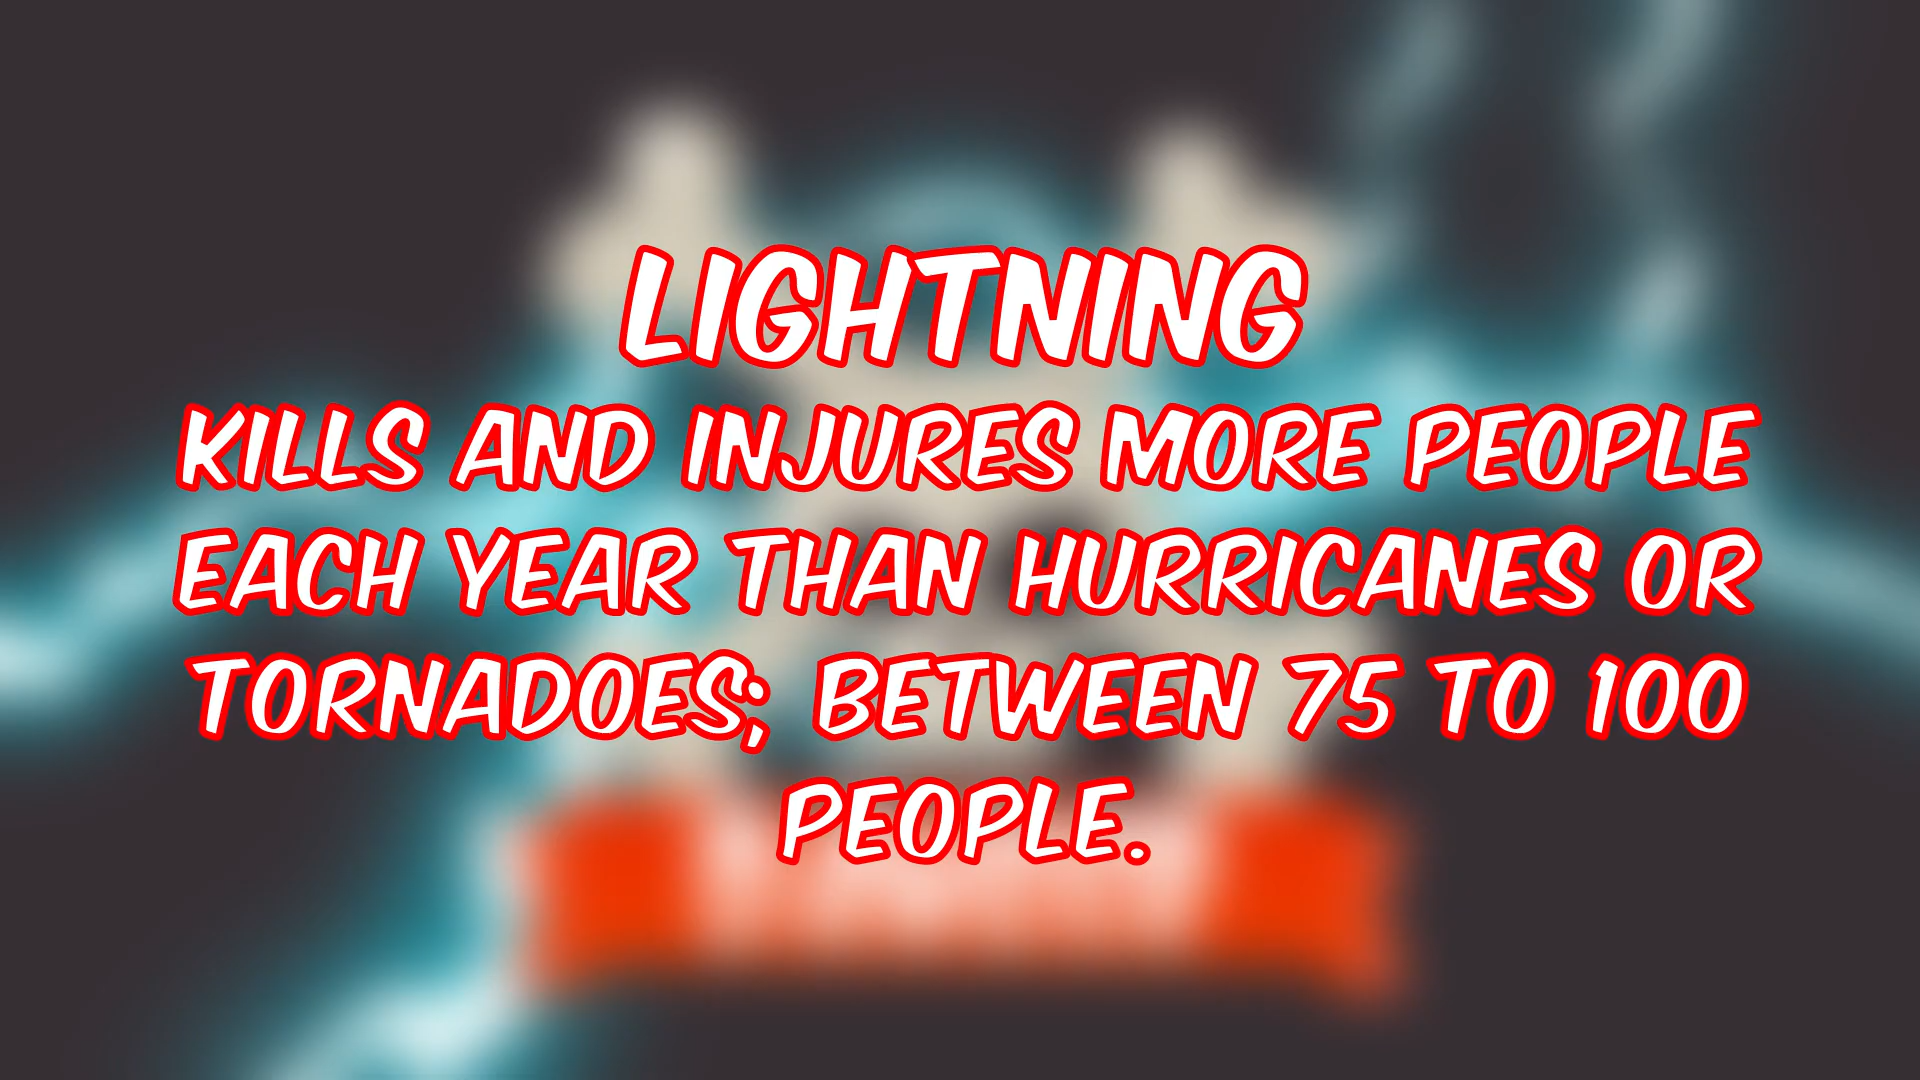 LIGHTNING
KILLS AND INJURES MORE PEOPLE
EACH YEAR THAN HURRICANES OR
TORNADOES; BETWEEN 75 TO 100
PEOPLE.